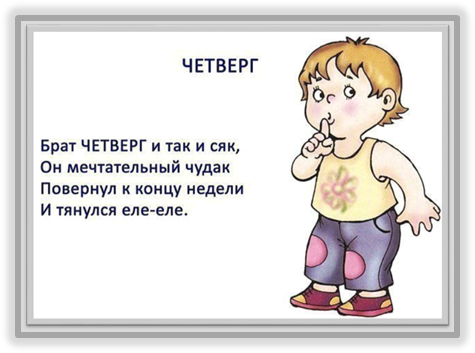 ЧЕТВЕРГ
Брат ЧЕТВЕРГ и так и сяк,
Он мечтательный чудак
Повернул к концу недели
И тянулся еле-еле.